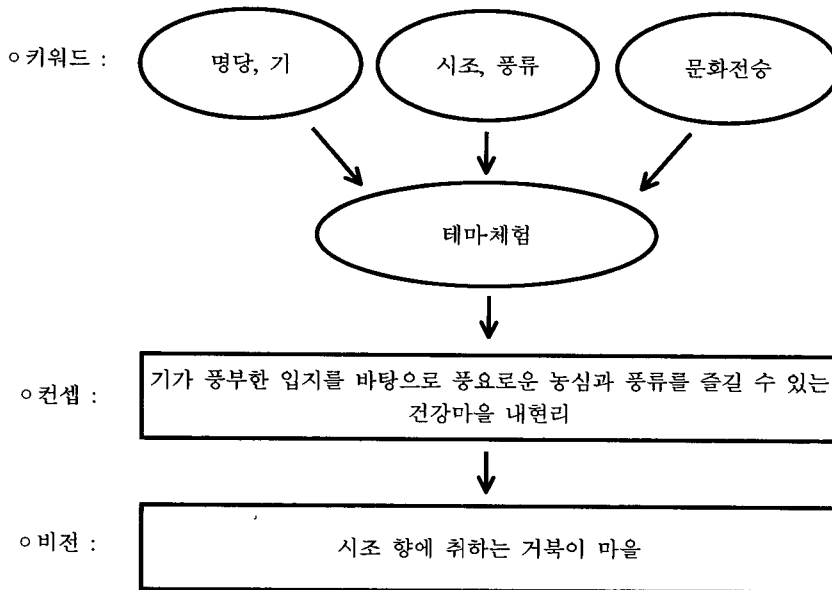 ○키워드 : 명당, 기 시조, 풍류 문화전승
테마체험
○컨셉 : 기가 풍부한 입지를 바탕으로 풍요로운 농심과 풍류를 즐길 수 있는
건강마을 내현리
○비전 : 시조 향에 취하는 거북이 마을